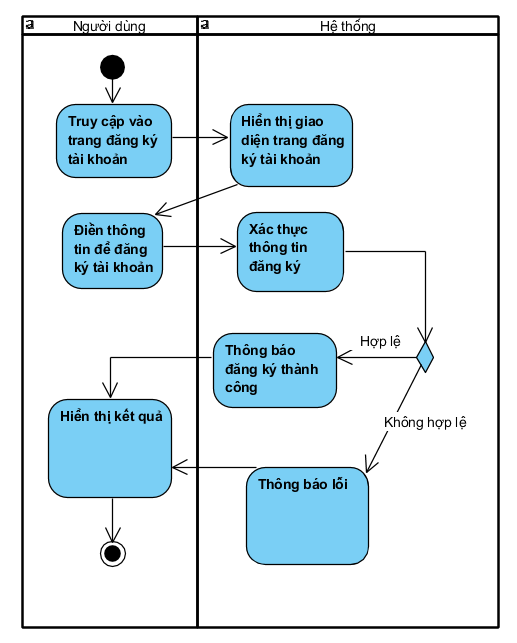 a Người dùng
a Hệ thống
Truy cập vào
trang đăng ký
tài khoản
Hiển thị giao
diện trang đăng
ký tài khoản
Điền thông
tin để đăng
ký tài khoản
Xác thực
thông tin
đăng ký
Hợp lệ
Thông báo
đăng ký thành
công
Không hợp lệ
Hiển thị kết quả
Thông báo lỗi